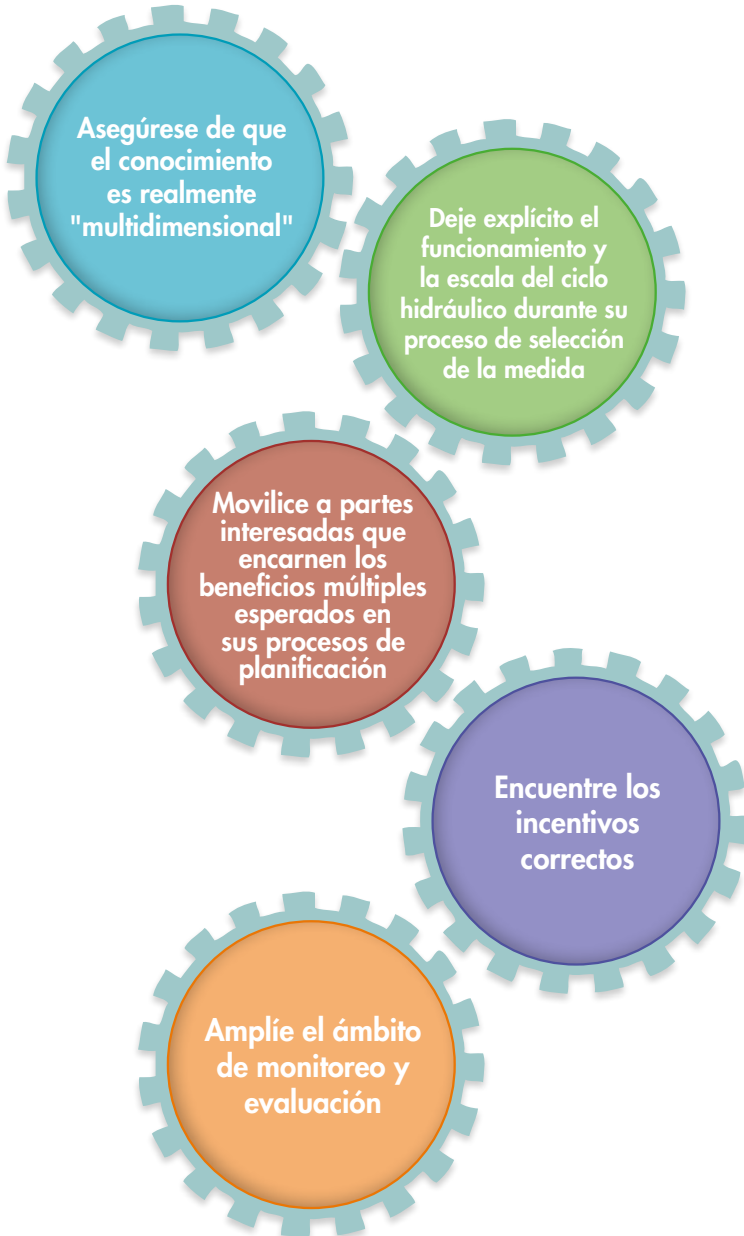 Asegúrese de que
el conocimiento
es realmente
"multidimensional"
Deje explícito el
funcionamiento y
la escala del ciclo
hidráulico durante su
proceso de selección
de la medida
Movilice a partes
interesadas que
encarnen los
beneficios múltiples
esperados en
sus procesos de
planificación
Encuentre los
incentivos
correctos
Amplíe el ámbito
de monitoreo y
evaluación